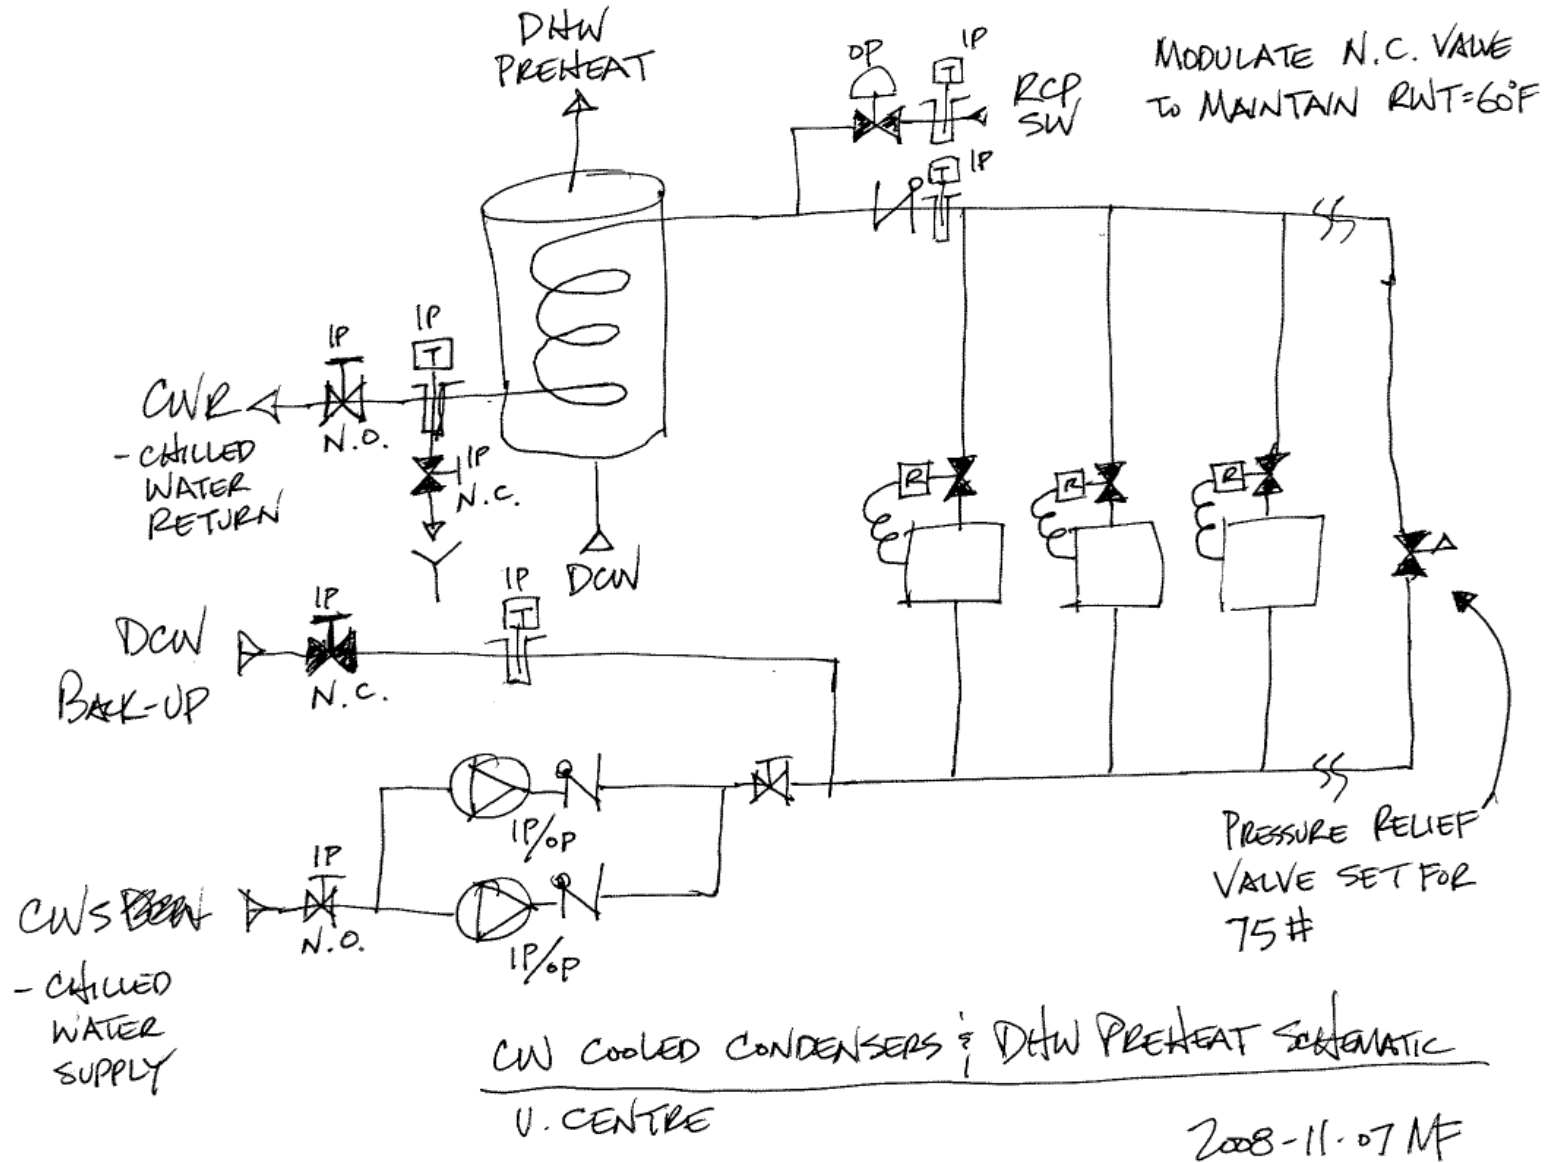 DHW
PREHEAT
OP
IP
T
RCP
SW
MODULATE N.C. VALVE
TO MAINTAIN RWT=60°F
T
IP
IP
IP
T
CWR
N.O.
- CHILLED
WATER
RETURN
IP
N.C.
R
R
R
DCW
IP
IP
T
DCW
BACK-UP
N.C.
IP/OP
IP
CWS
N.O.
IP/OP
- CHILLED
WATER
SUPPLY
PRESSURE RELIEF
VALVE SET FOR
75#
CW COOLED CONDENSERS & DHW PREHEAT SCHEMATIC
U. CENTRE
2008-11-07 MF